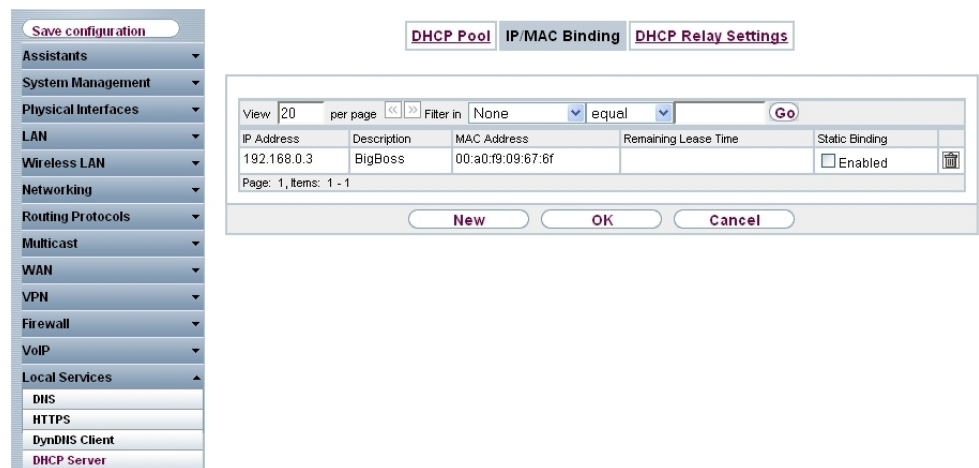 Save configuration
Assistants
System Management
Physical Interfaces
LAN
Wireless LAN
Networking
Routing Protocols
Multicast
WAN
VPN
Firewall
VoIP
Local Services
DNS
HTTPS
DynDNS Client
DHCP Server
DHCP Pool IP/MAC Binding DHCP Relay Settings
View 20 per page « » Filter in None equal Go
IP Address Description MAC Address Remaining Lease Time Static Binding
192.168.0.3 BigBoss 00:a0:f9:09:67:6f Enabled
Page: 1, Items: 1 - 1
New OK Cancel